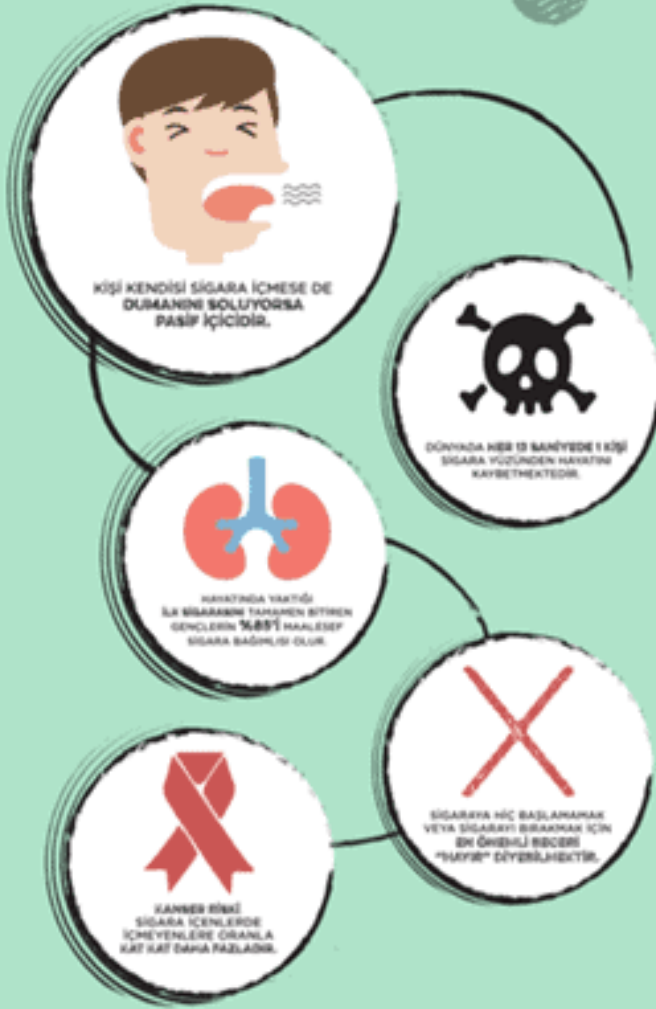 KİŞİ KENDİSİ SİGARA İÇMESE DE
DUMANINI SOLUYORSA
PASİF İÇİCİDİR.
DÜNYADA HER 13 SANİYEDE 1 KİŞİ
SİGARA YÜZÜNDEN HAYATINI
KAYBETMEKTEDİR.
HAYATINDA YAKTIĞI
İLK SİGARASINI TAMAMEN BİTİREN
GENÇLERİN %85'İ MAALESEF
SİGARA BAĞIMLISI OLUR.
SİGARAYA HİÇ BAŞLAMAMAK
VEYA SİGARAYI BIRAKMAK İÇİN
EN ÖNEMLİ BECERİ
"HAYIR" DİYEBİLMEKTİR.
KANSER RİSKİ
SİGARA İÇENLERDE
İÇMEYENLERE ORANLA
KAT KAT DAHA FAZLADIR.